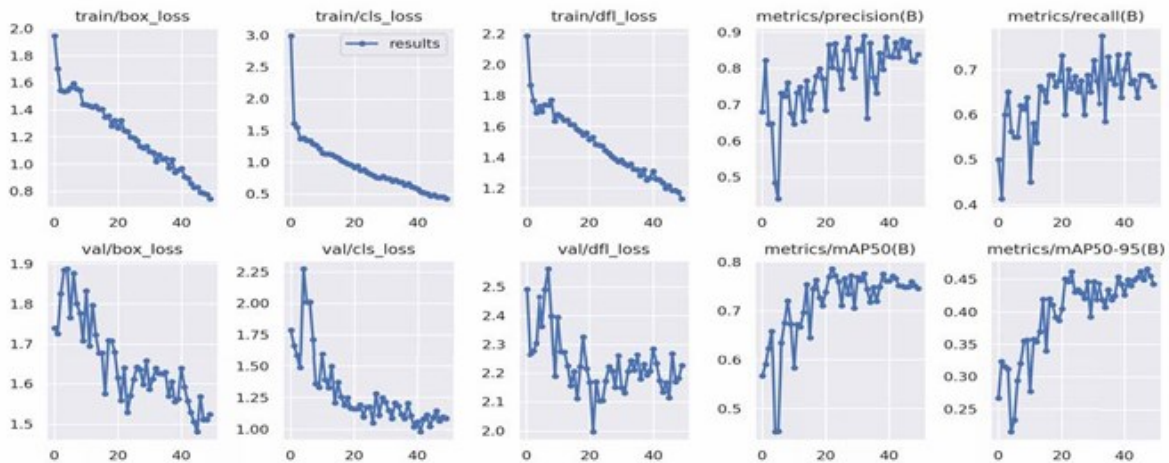 train/box_loss train/cls_loss train/dfl_loss metrics/precision(B) metrics/recall(B)
2.0 1.8 1.6 1.4 1.2 1.0 0.8
0 20 40
3.0 2.5 2.0 1.5 1.0 0.5
results
0 20 40
2.2 2.0 1.8 1.6 1.4 1.2
0 20 40
0.9 0.8 0.7 0.6 0.5
0 20 40
0.7 0.6 0.5 0.4
0 20 40
val/box_loss val/cls_loss val/dfl_loss metrics/mAP50(B) metrics/mAP50-95(B)
1.9 1.8 1.7 1.6 1.5
0 20 40
2.25 2.00 1.75 1.50 1.25 1.00
0 20 40
2.5 2.4 2.3 2.2 2.1 2.0
0 20 40
0.8 0.7 0.6 0.5
0 20 40
0.45 0.40 0.35 0.30 0.25
0 20 40